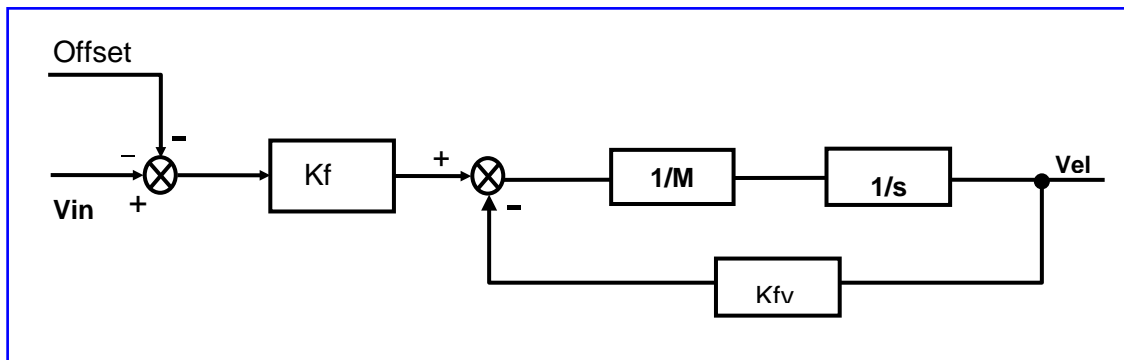 Offset
-
–
+
Vin
Kf
+
-
1/M
1/s
Vel
Kfv